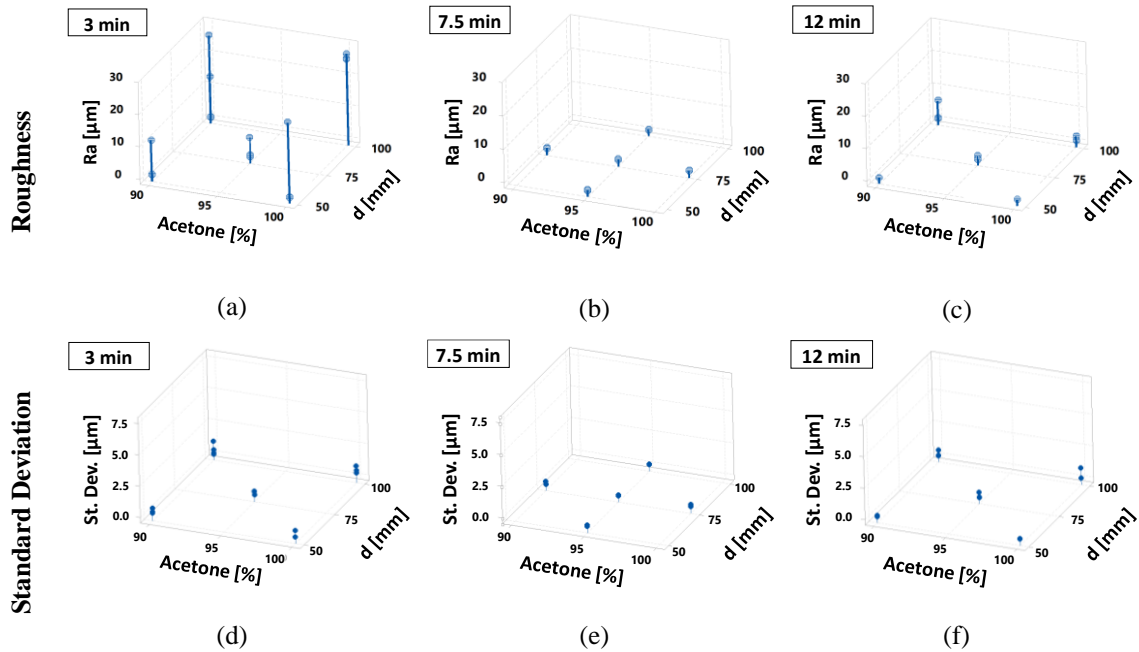 3 min
7.5 min
12 min
Roughness
Ra [µm]
30
20
10
0
90
95
100
Acetone [%]
50
75
100
d [mm]
Ra [µm]
30
20
10
0
90
95
100
Acetone [%]
50
75
100
d [mm]
Ra [µm]
30
20
10
0
90
95
100
Acetone [%]
50
75
100
d [mm]
(a)
(b)
(c)
3 min
7.5 min
12 min
Standard Deviation
St. Dev. [µm]
7.5
5.0
2.5
0.0
90
95
100
Acetone [%]
50
75
100
d [mm]
St. Dev. [µm]
7.5
5.0
2.5
0.0
90
95
100
Acetone [%]
50
75
100
d [mm]
St. Dev. [µm]
7.5
5.0
2.5
0.0
90
95
100
Acetone [%]
50
75
100
d [mm]
(d)
(e)
(f)